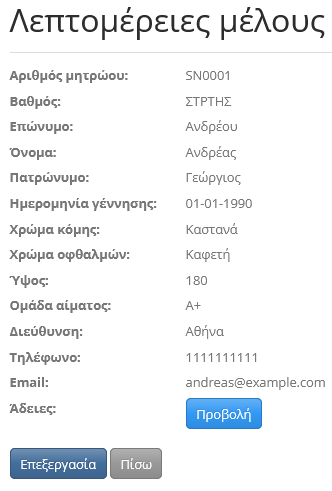 Λεπτομέρειες μέλους
Αριθμός μητρώου: SN0001
Βαθμός: ΣΤΡΤΗΣ
Επώνυμο: Ανδρέου
Όνομα: Ανδρέας
Πατρώνυμο: Γεώργιος
Ημερομηνία γέννησης: 01-01-1990
Χρώμα κόμης: Καστανά
Χρώμα οφθαλμών: Καφετή
Ύψος: 180
Ομάδα αίματος: A+
Διεύθυνση: Αθήνα
Τηλέφωνο: 1111111111
Email: andreas@example.com
Άδειες: Προβολή
Επεξεργασία Πίσω